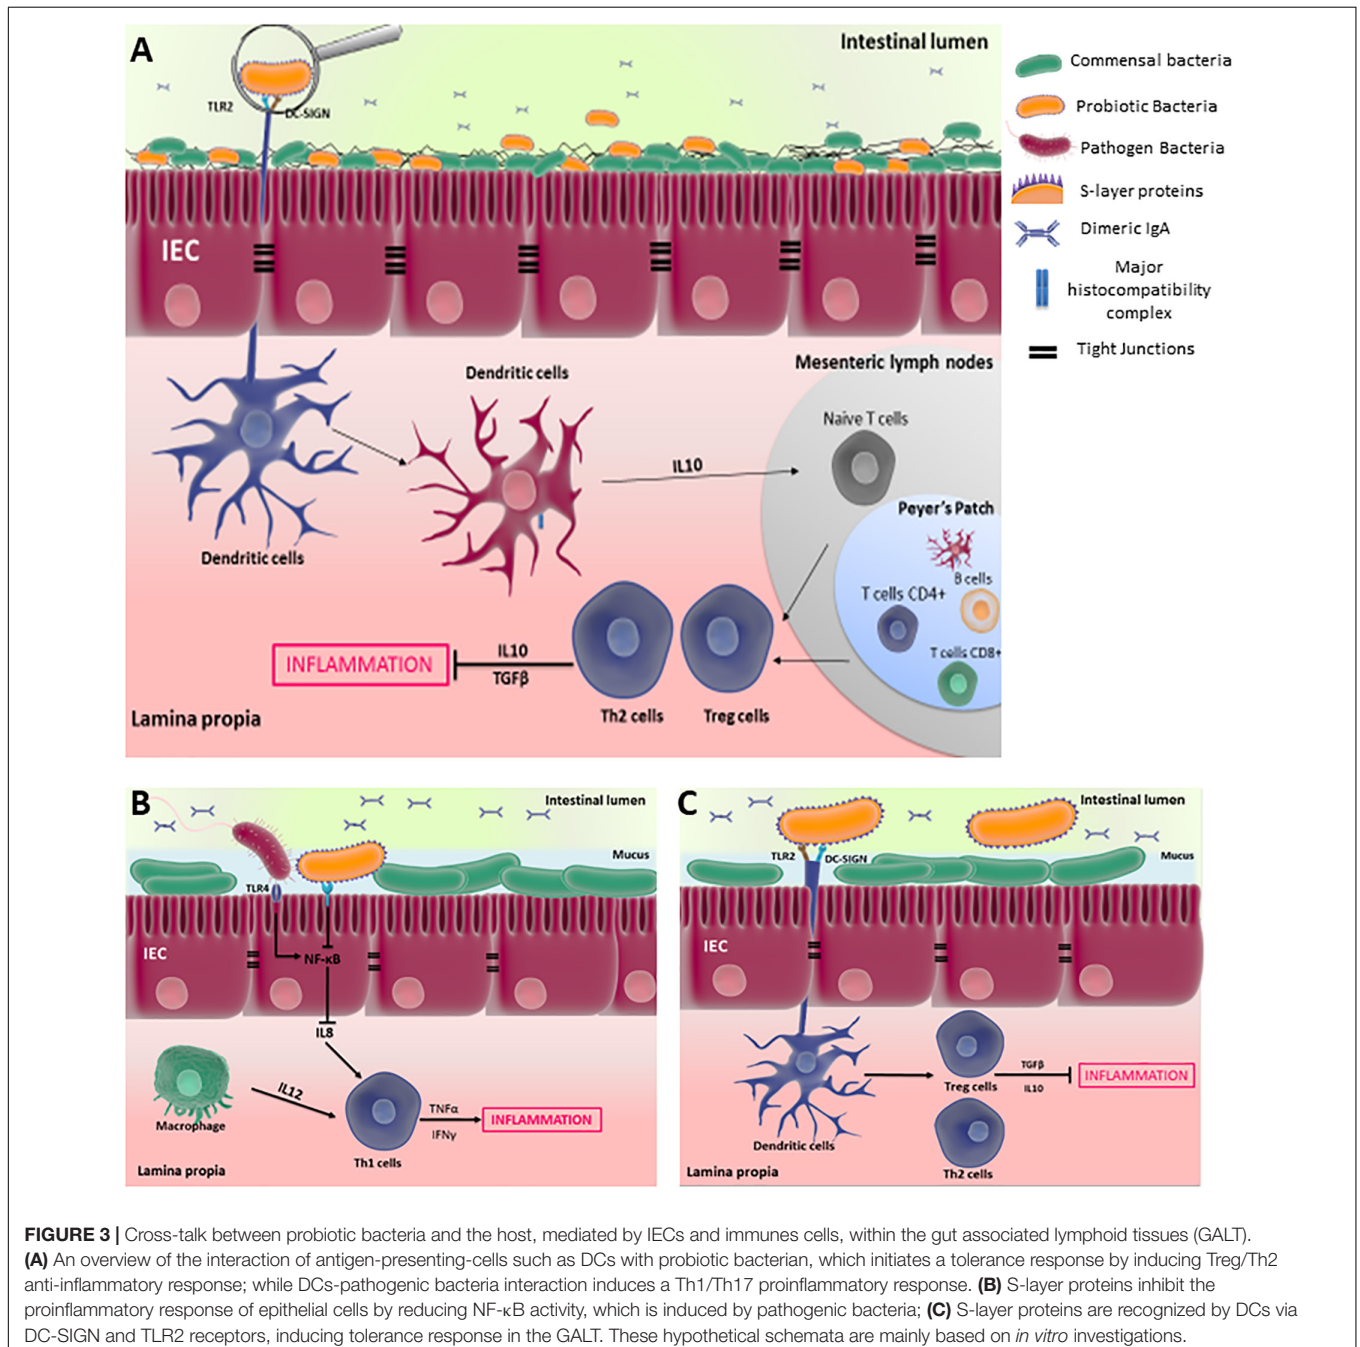 A
Intestinal lumen
TLR2
DC-SIGN
IEC
Dendritic cells
Dendritic cells
IL10
Mesenteric lymph nodes
Naïve T cells
Peyer's Patch
B cells
T cells CD4+
T cells CD8+
INFLAMMATION
IL10
TGFβ
Th2 cells
Treg cells
Lamina propia
Commensal bacteria
Probiotic Bacteria
Pathogen Bacteria
S-layer proteins
Dimeric IgA
Major
histocompatibility
complex
Tight Junctions
B
Intestinal lumen
Mucus
TLR4
IEC
NF-κB
IL8
IL12
Macrophage
TNFα
IFNγ
INFLAMMATION
Th1 cells
Lamina propia
C
Intestinal lumen
Mucus
TLR2
DC-SIGN
IEC
Dendritic cells
Treg cells
TGFβ
IL10
INFLAMMATION
Th2 cells
Lamina propia
FIGURE 3 | Cross-talk between probiotic bacteria and the host, mediated by IECs and immunes cells, within the gut associated lymphoid tissues (GALT).
(A) An overview of the interaction of antigen-presenting-cells such as DCs with probiotic bacterian, which initiates a tolerance response by inducing Treg/Th2
anti-inflammatory response; while DCs-pathogenic bacteria interaction induces a Th1/Th17 proinflammatory response. (B) S-layer proteins inhibit the
proinflammatory response of epithelial cells by reducing NF-κB activity, which is induced by pathogenic bacteria; (C) S-layer proteins are recognized by DCs via
DC-SIGN and TLR2 receptors, inducing tolerance response in the GALT. These hypothetical schemata are mainly based on in vitro investigations.